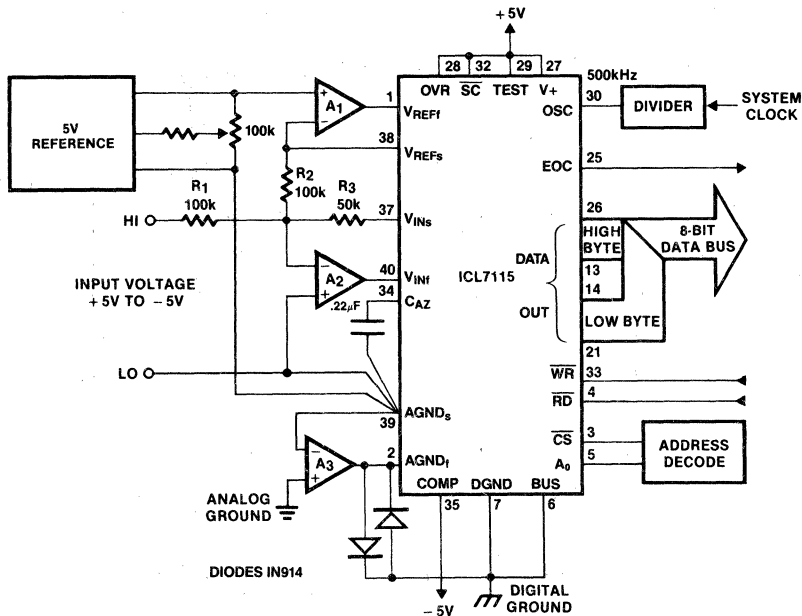 +5V
28 32 29 27
OVR SC TEST V+
500kHz
30
OSC
DIVIDER
SYSTEM
CLOCK
5V
REFERENCE
100k
A1
1
VREFf
38
VREFs
R2
100k
R1
100k
R3
50k
37
VINs
HI
EOC
25
26
HIGH
BYTE
8-BIT
DATA BUS
DATA
OUT
13
14
LOW BYTE
21
ICL7115
INPUT VOLTAGE
+5V TO −5V
A2
40
VINf
34
CAZ
.22µF
LO
WR
33
RD
4
39
AGNDs
CS
3
A0
5
ADDRESS
DECODE
A3
2
AGNDf
ANALOG
GROUND
COMP DGND BUS
35 7 6
DIODES IN914
−5V
DIGITAL
GROUND